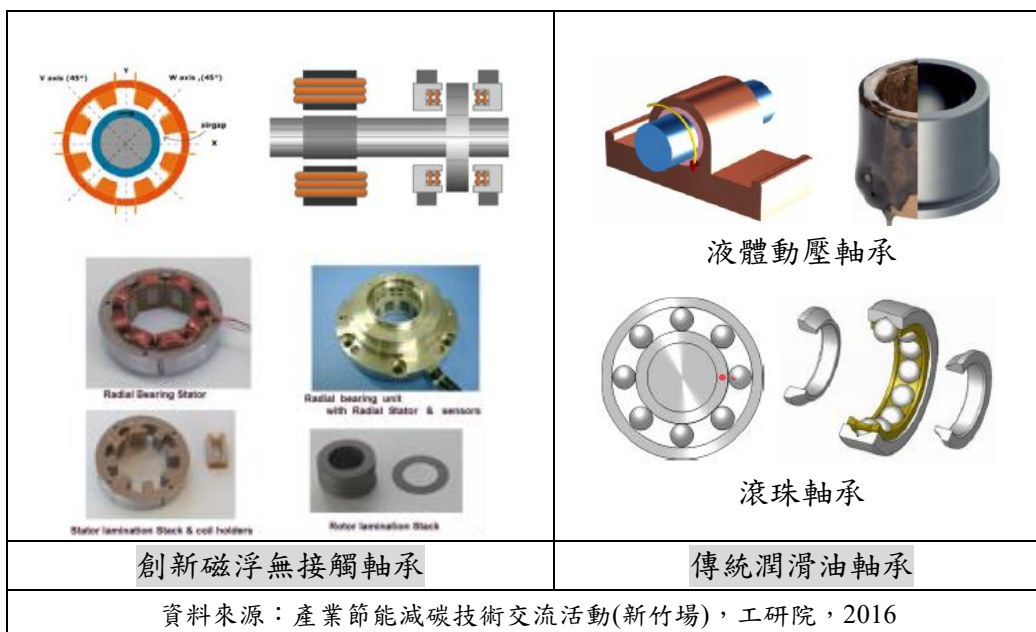 Y
V axis (45°)
W axis ,(45°)
airgap
X
Radial Bearing Stator
Radial bearing unit
with Radial Stator & sensors
Stator lamination Stack & coil holders
Rotor lamination Stack
創新磁浮無接觸軸承
液體動壓軸承
滾珠軸承
傳統潤滑油軸承
資料來源：產業節能減碳技術交流活動(新竹場)，工研院，2016